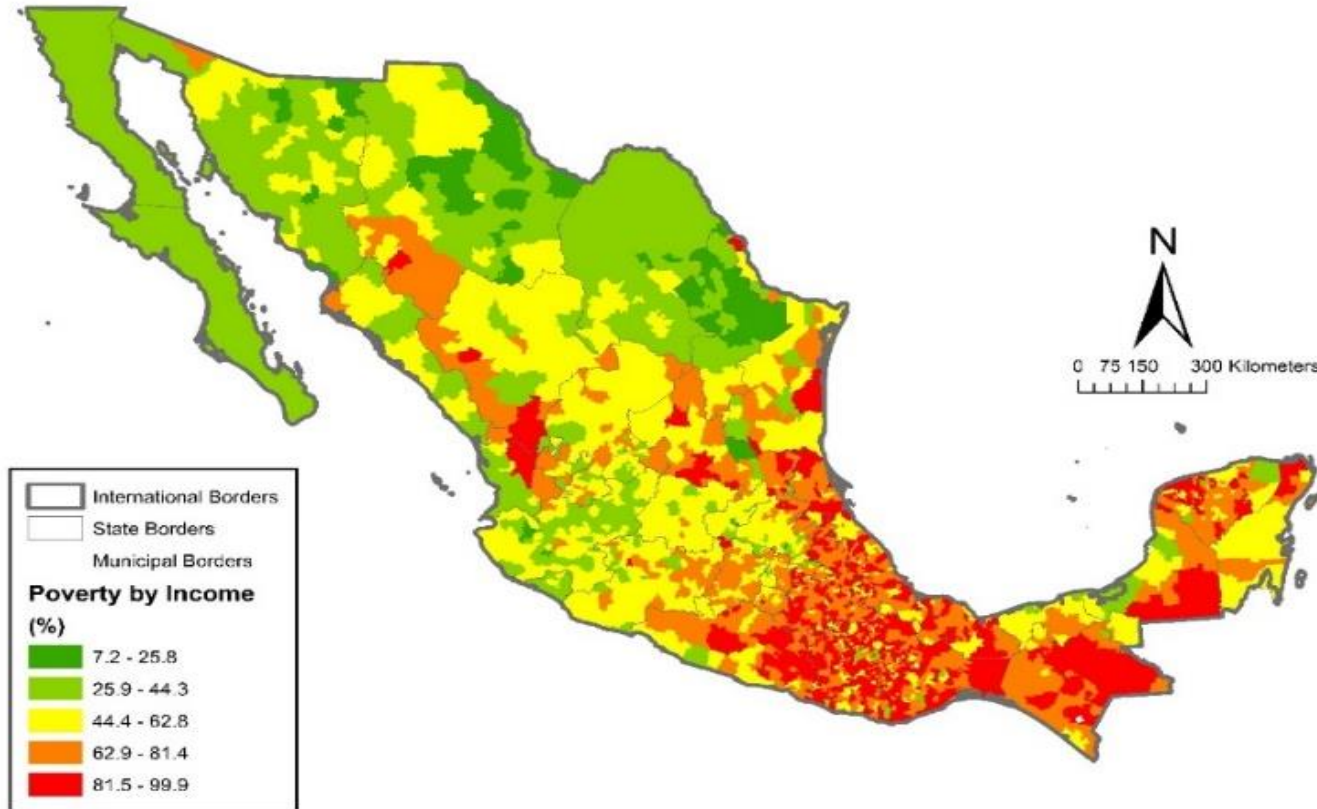 N
0 75 150 300 Kilometers
International Borders
State Borders
Municipal Borders
Poverty by Income
(%)
7.2 - 25.8
25.9 - 44.3
44.4 - 62.8
62.9 - 81.4
81.5 - 99.9